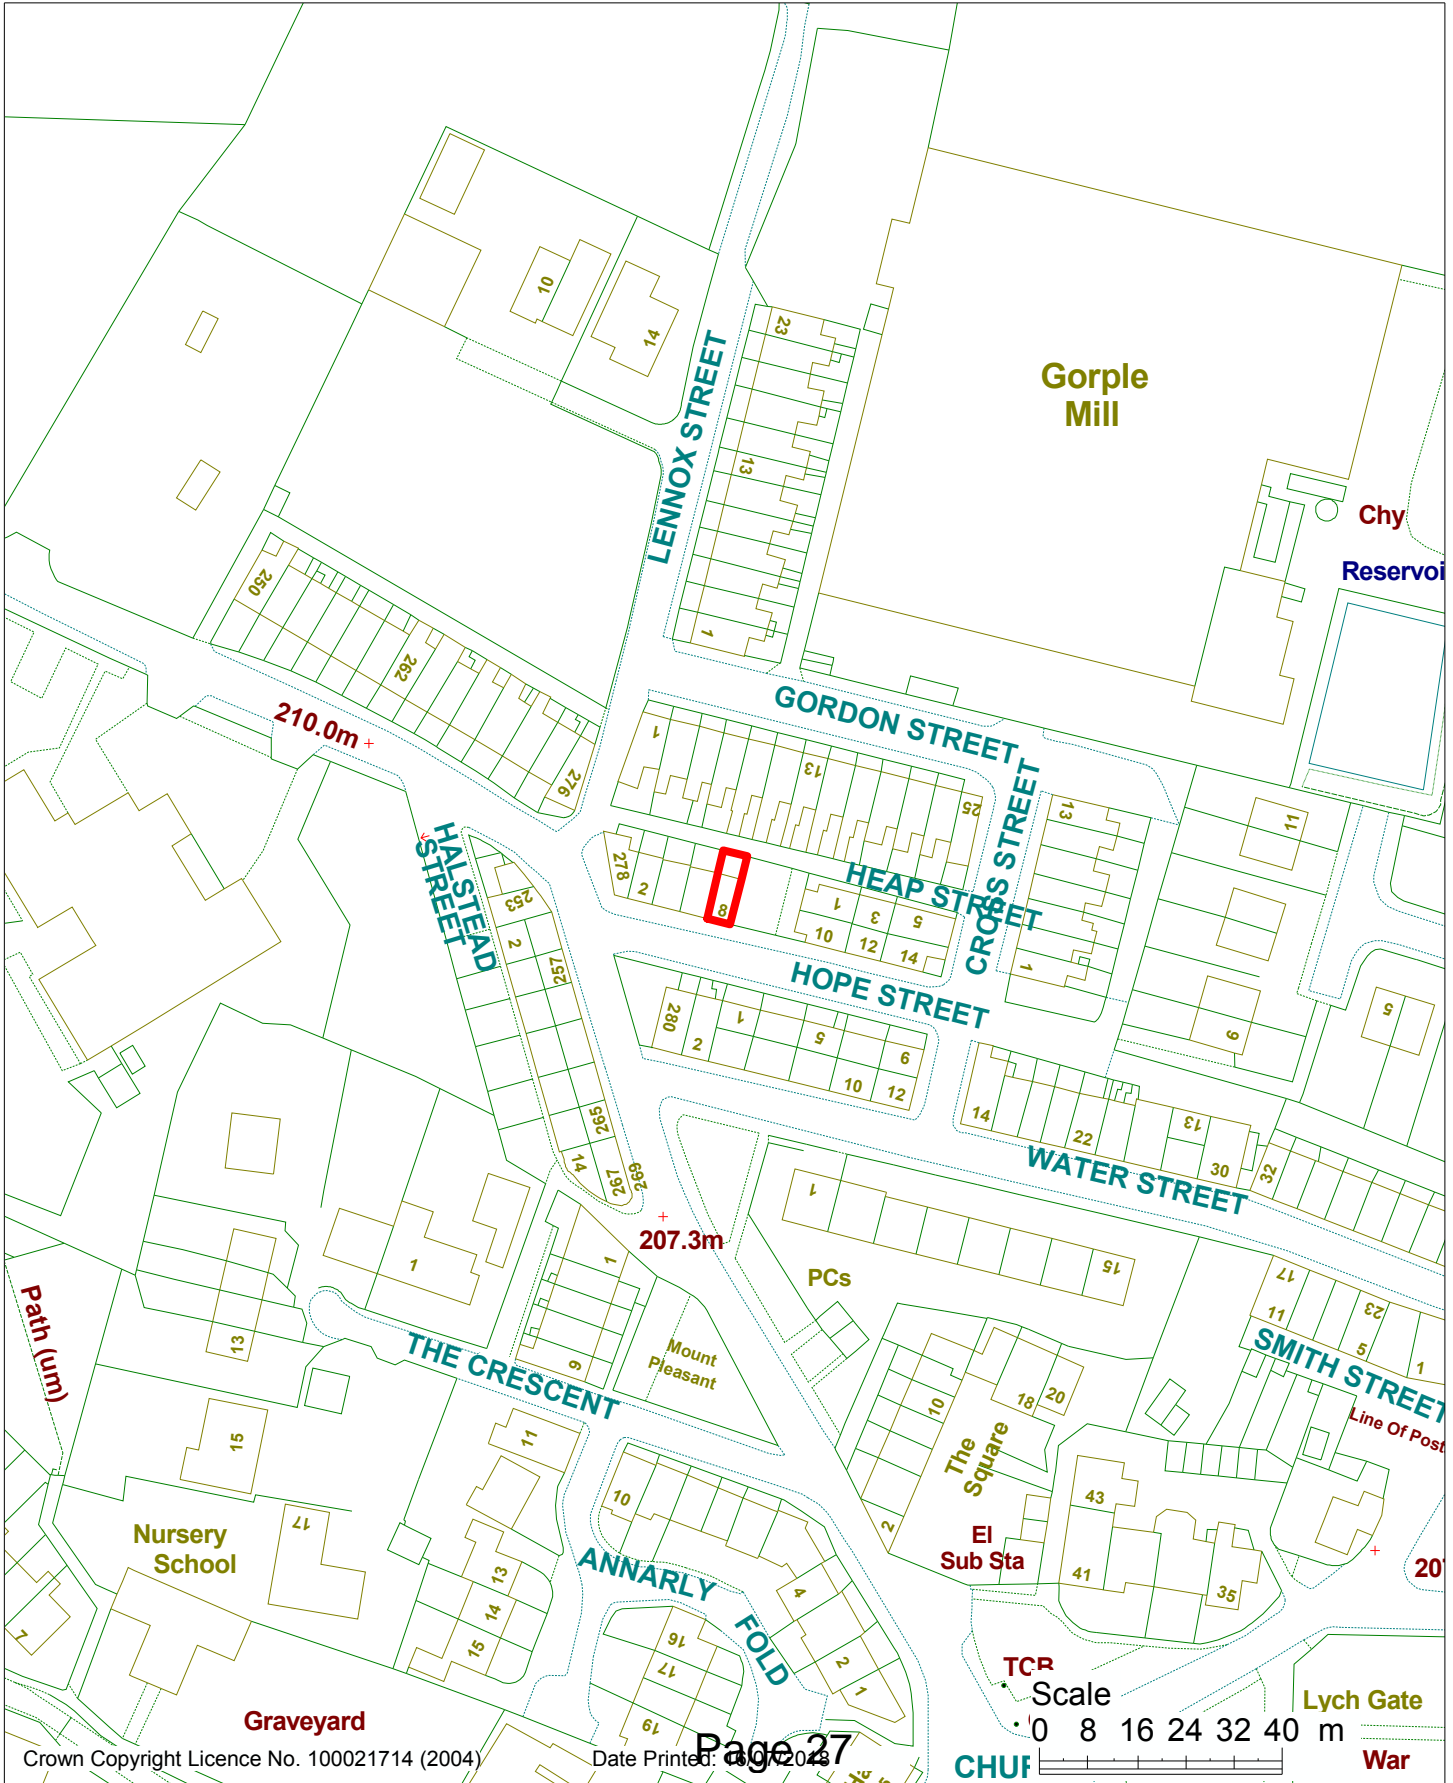 10
14
23
LENNOX STREET
13
Gorple
Mill
Chy
Reservoi
250
262
276
1
210.0m
GORDON STREET
1
13
25
CROSS STREET
13
1
11
9
5
HALSTEAD
STREET
278
2
8
HEAP STREET
1
3
5
10
12
14
HOPE STREET
253
2
257
265
14
267
269
280
2
1
5
6
10
12
14
22
13
30
32
WATER STREET
207.3m
1
15
PCs
1
13
Path (um)
THE CRESCENT
1
9
Mount
Pleasant
17
11
23
5
1
SMITH STREET
Line Of Post
10
18
20
The
Square
2
15
11
17
Nursery
School
10
13
14
15
7
ANNARLY
FOLD
4
2
1
16
17
19
El
Sub Sta
43
41
35
207
TCB
Lych Gate
War
Graveyard
CHUR
Scale
0 8 16 24 32 40 m
Crown Copyright Licence No. 100021714 (2004)
Date Printed:
Page 27